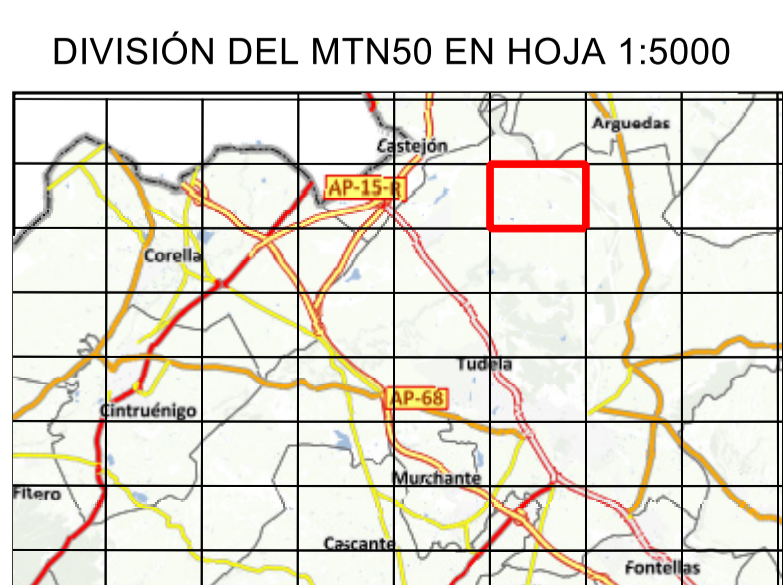 DIVISIÓN DEL MTN50 EN HOJA 1:5000
Arguedas
Castejón
AP-15-R
Corella
Tudela
AP-68
Cintruénigo
Murchante
Fitero
Cascante
Fontellas